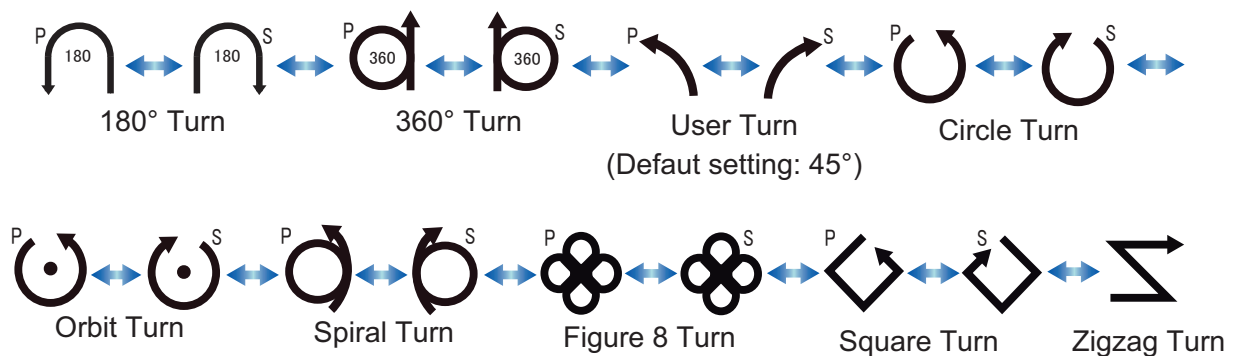 P 180 180 S P 360 360 S P S P S
180° Turn 360° Turn User Turn Circle Turn
(Defaut setting: 45°)
P S P S P S P S
Orbit Turn Spiral Turn Figure 8 Turn Square Turn Zigzag Turn